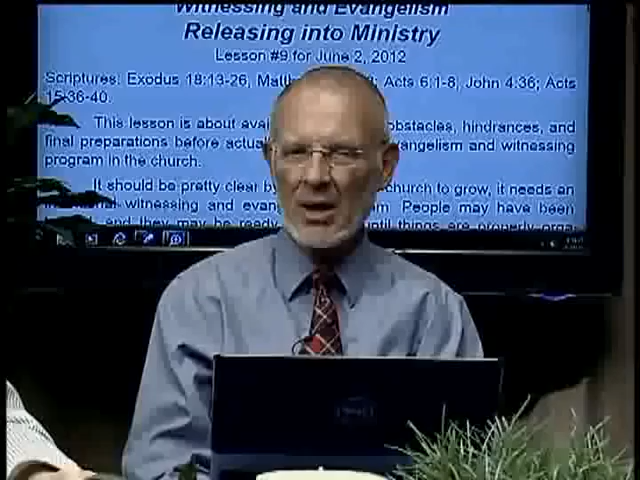 Witnessing and Evangelism
Releasing into Ministry
Lesson #9 for June 2, 2012
Scriptures: Exodus 18:13-26, Acts 6:1-8, John 4:36; Acts
15:36-40.
This lesson is about obstacles, hindrances, and
final preparations before evangelism and witnessing
program in the church.
It should be pretty clear church to grow, it needs an
witnessing and People may have been
and they may be ready until things are properly
DELL